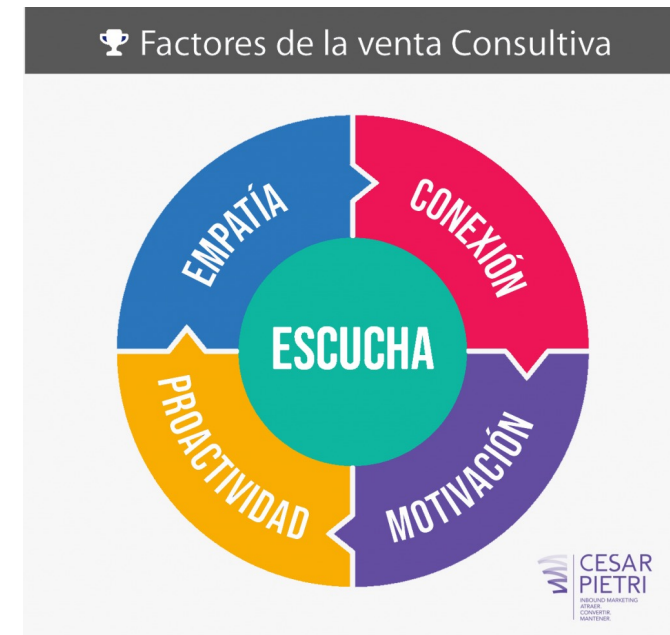 Factores de la venta Consultiva
EMPATÍA
CONEXIÓN
ESCUCHA
PROACTIVIDAD
MOTIVACIÓN
CESAR
PIETRI
INBOUND MARKETING
ATRAER.
CONVERTIR.
MANTENER.